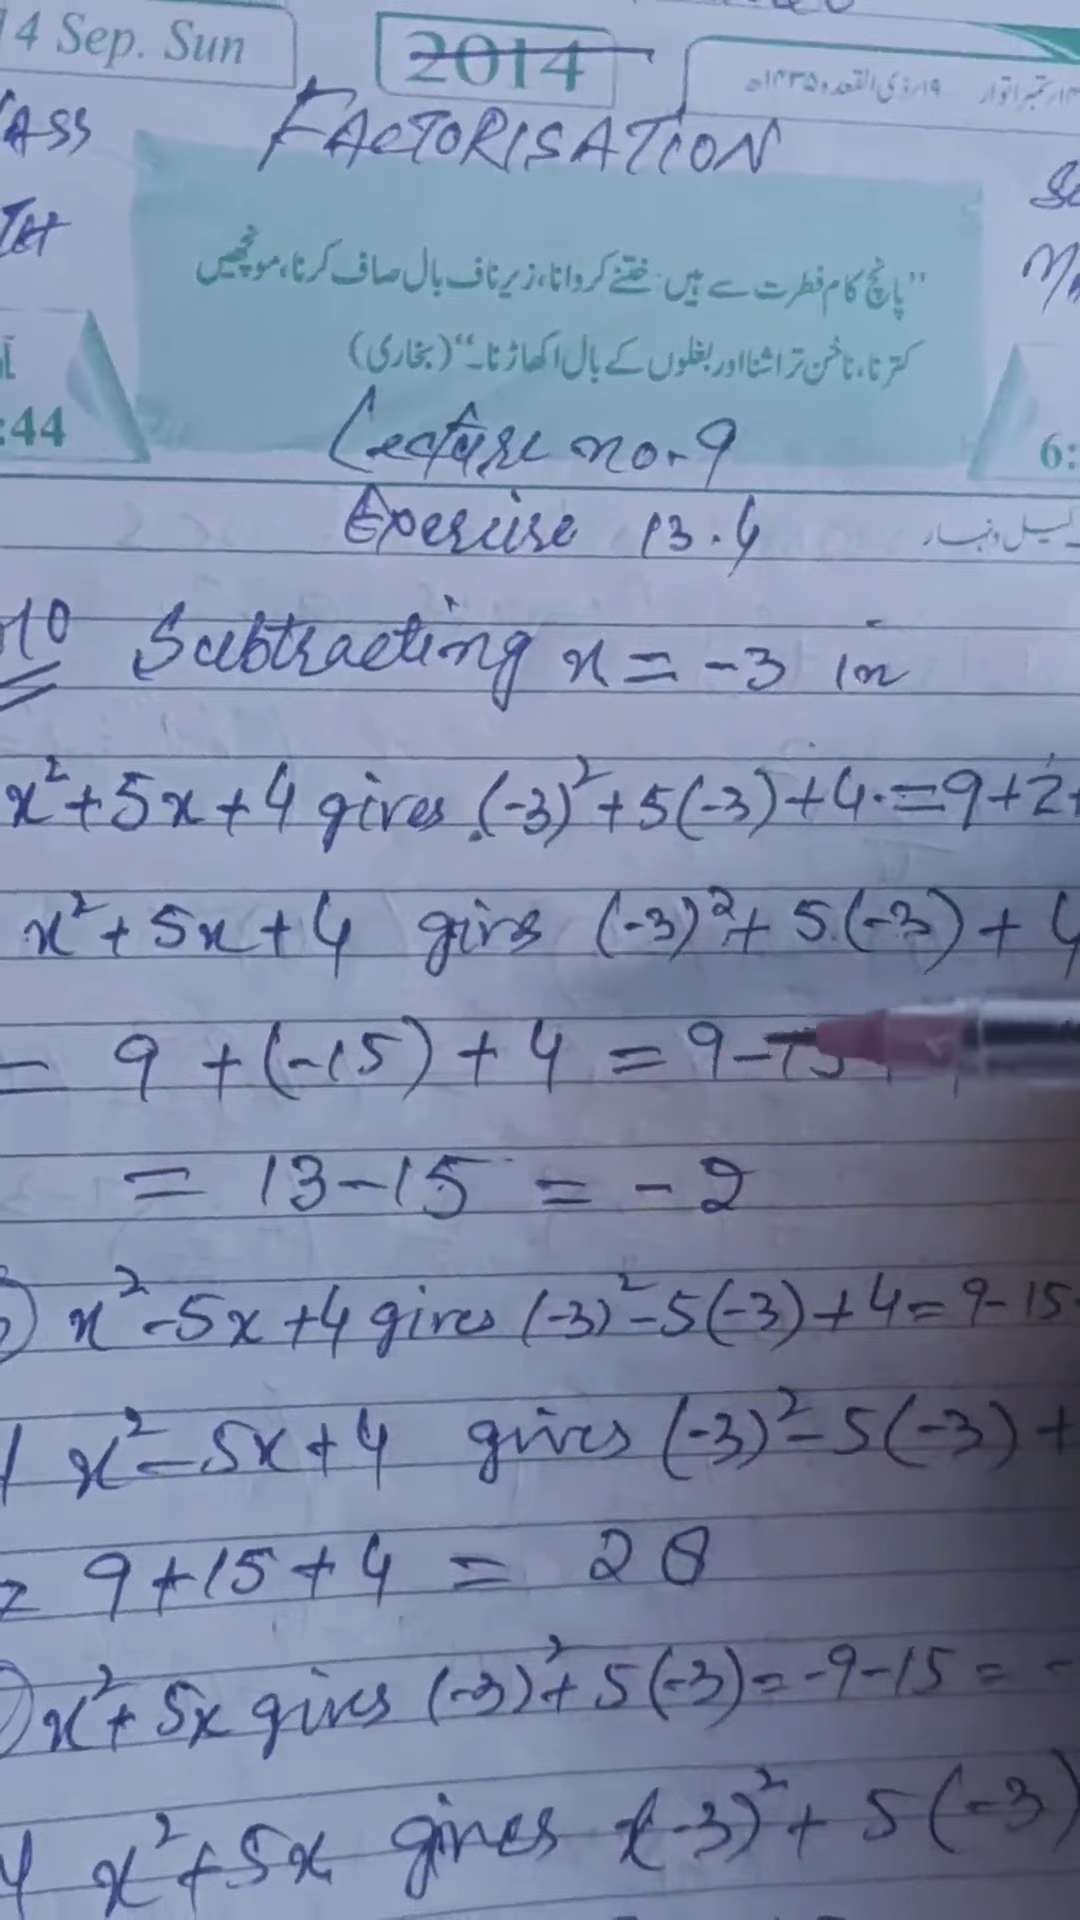 4 Sep. Sun
2014
FACTORISATION
"پانچ کام فطرت سے ہیں: ختنے کروانا، زیر ناف بال صاف کرنا، مونچھیں
کترنا، ناخن تراشنا اور بغلوں کے بال اکھاڑنا۔" (بخاری)
:44
6:
Lecture no. 9
Exercise 13.4
Subtracting x = -3 in
x² + 5x + 4 gives (-3)² + 5(-3) + 4 = 9 + 2
x² + 5x + 4 gives (-3)² + 5(-3) + 4
= 9 + (-15) + 4 = 9 - 15
= 13 - 15 = -2
x² - 5x + 4 gives (-3)² - 5(-3) + 4 = 9 - 15
x² - 5x + 4 gives (-3)² - 5(-3) +
= 9 + 15 + 4 = 28
x² + 5x gives (-3)² + 5(-3) = -9 - 15 = -
x² + 5x gives (-3)² + 5(-3)